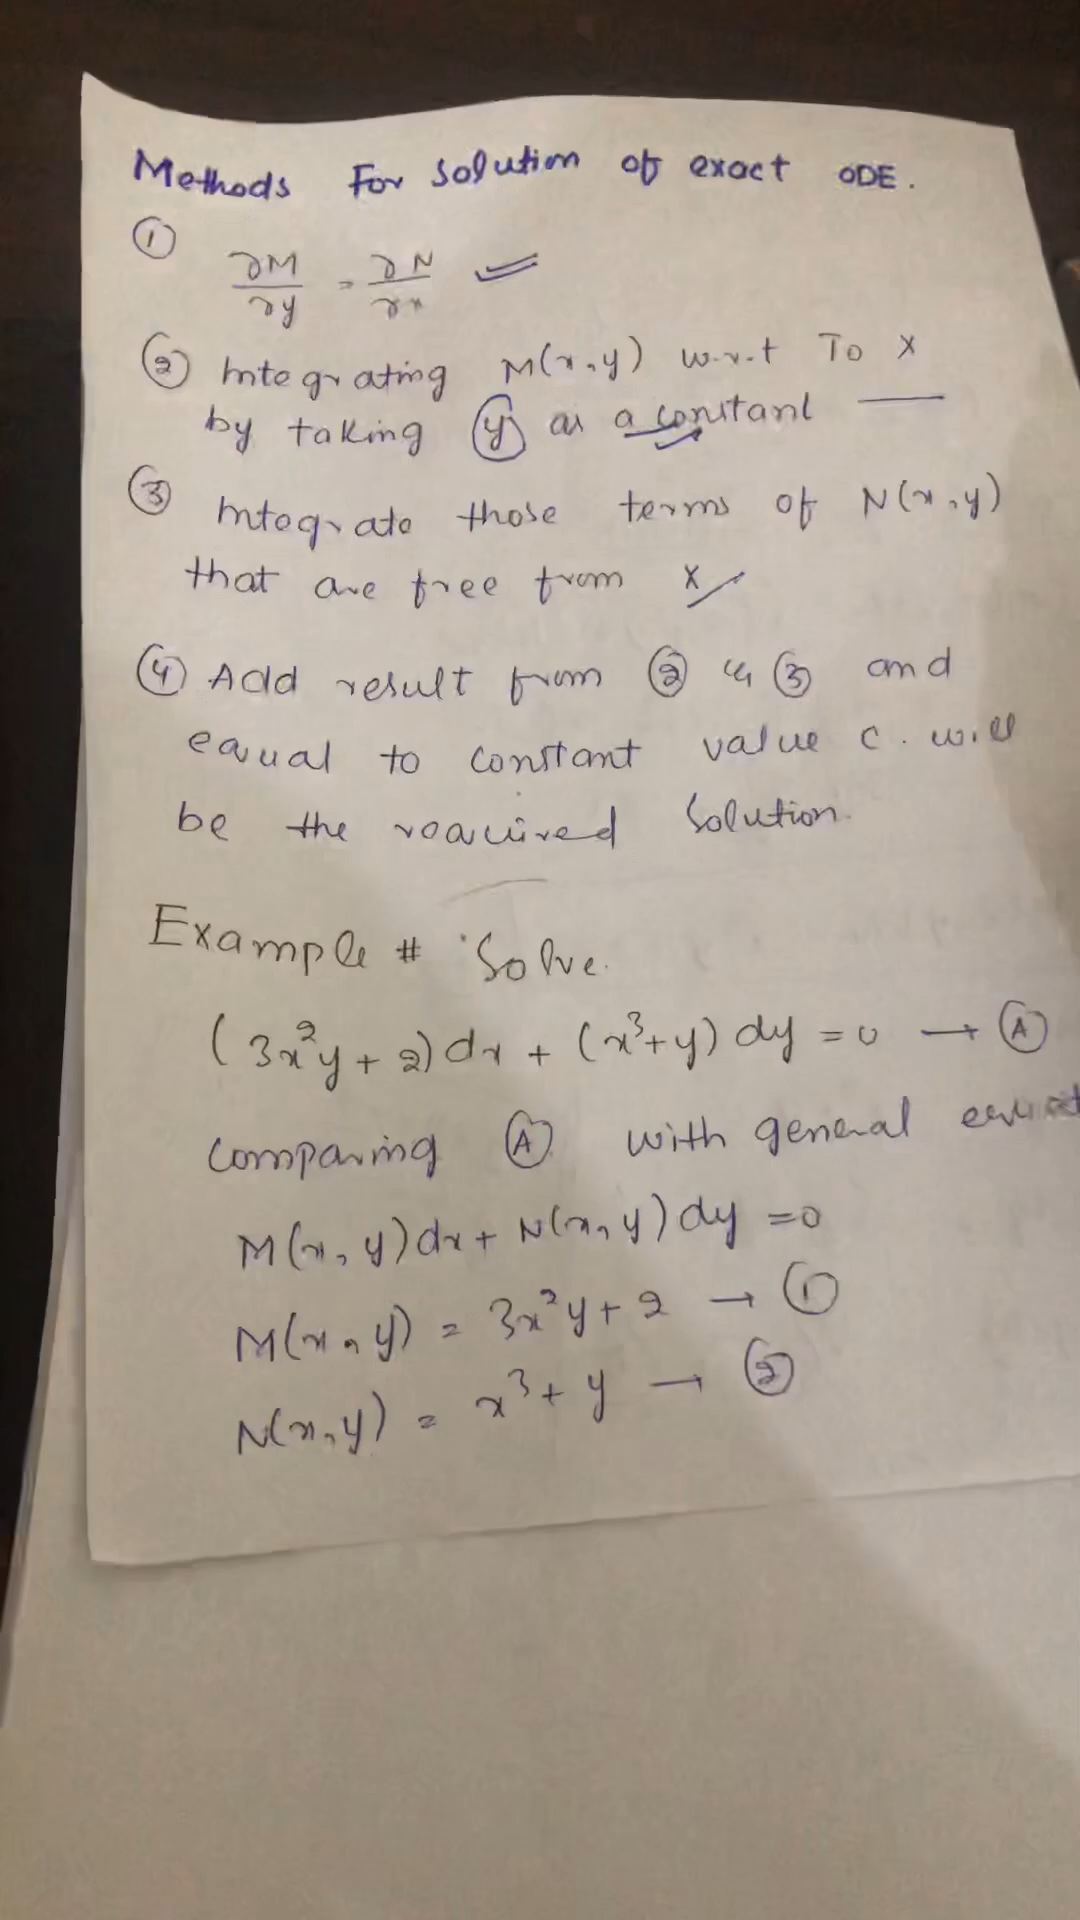 Methods For solution of exact ODE.
① ∂M/∂y = ∂N/∂x
② Integrating M(x,y) w.r.t To x
by taking y as a constant
③ Integrate those terms of N(x,y)
that are free from x
④ Add result from ② & ③ and
equal to constant value c. will
be the required solution.
Example # Solve.
(3x²y + 2)dx + (x³+y) dy = 0 → Ⓐ
comparing Ⓐ with general
M(x, y)dx + N(x, y)dy = 0
M(x, y) = 3x²y + 2 → ①
N(x, y) = x³ + y → ②